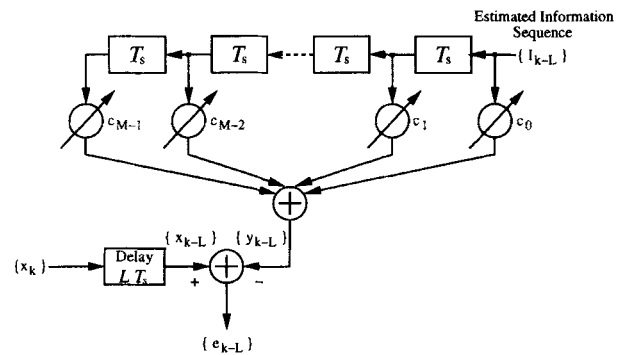 Estimated Information
Sequence
T_s T_s T_s T_s { I_{k-L} }
c_{M-1} c_{M-2} c_1 c_0
+
{ x_{k-L} } { y_{k-L} }
{x_k} Delay
L T_s
+ + −
{ e_{k-L} }